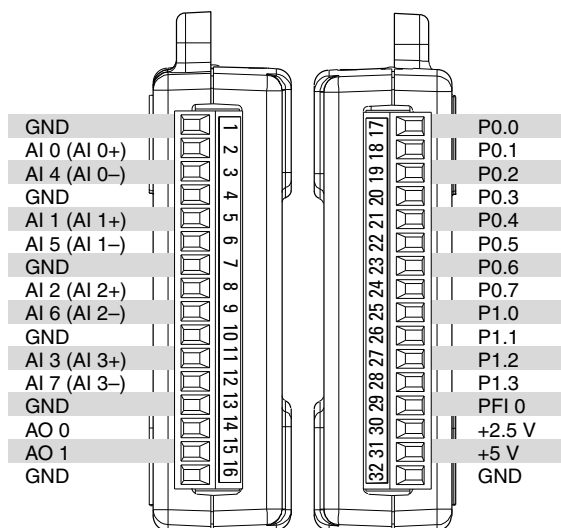 GND 1 17 P0.0
AI 0 (AI 0+) 2 18 P0.1
AI 4 (AI 0–) 3 19 P0.2
GND 4 20 P0.3
AI 1 (AI 1+) 5 21 P0.4
AI 5 (AI 1–) 6 22 P0.5
GND 7 23 P0.6
AI 2 (AI 2+) 8 24 P0.7
AI 6 (AI 2–) 9 25 P1.0
GND 10 26 P1.1
AI 3 (AI 3+) 11 27 P1.2
AI 7 (AI 3–) 12 28 P1.3
GND 13 29 PFI 0
AO 0 14 30 +2.5 V
AO 1 15 31 +5 V
GND 16 32 GND